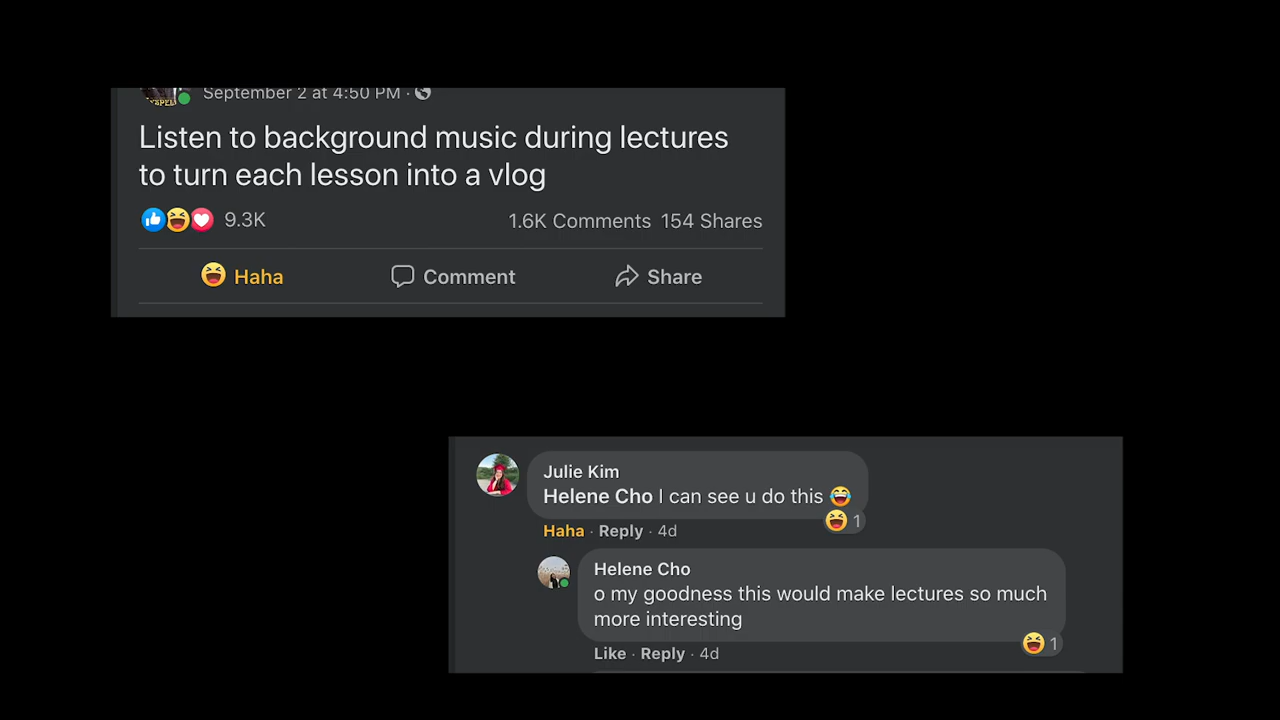 September 2 at 4:50 PM ·
Listen to background music during lectures
to turn each lesson into a vlog
9.3K
1.6K Comments 154 Shares
Haha
Comment
Share
Julie Kim
Helene Cho I can see u do this 😂
1
Haha · Reply · 4d
Helene Cho
o my goodness this would make lectures so much
more interesting
1
Like · Reply · 4d